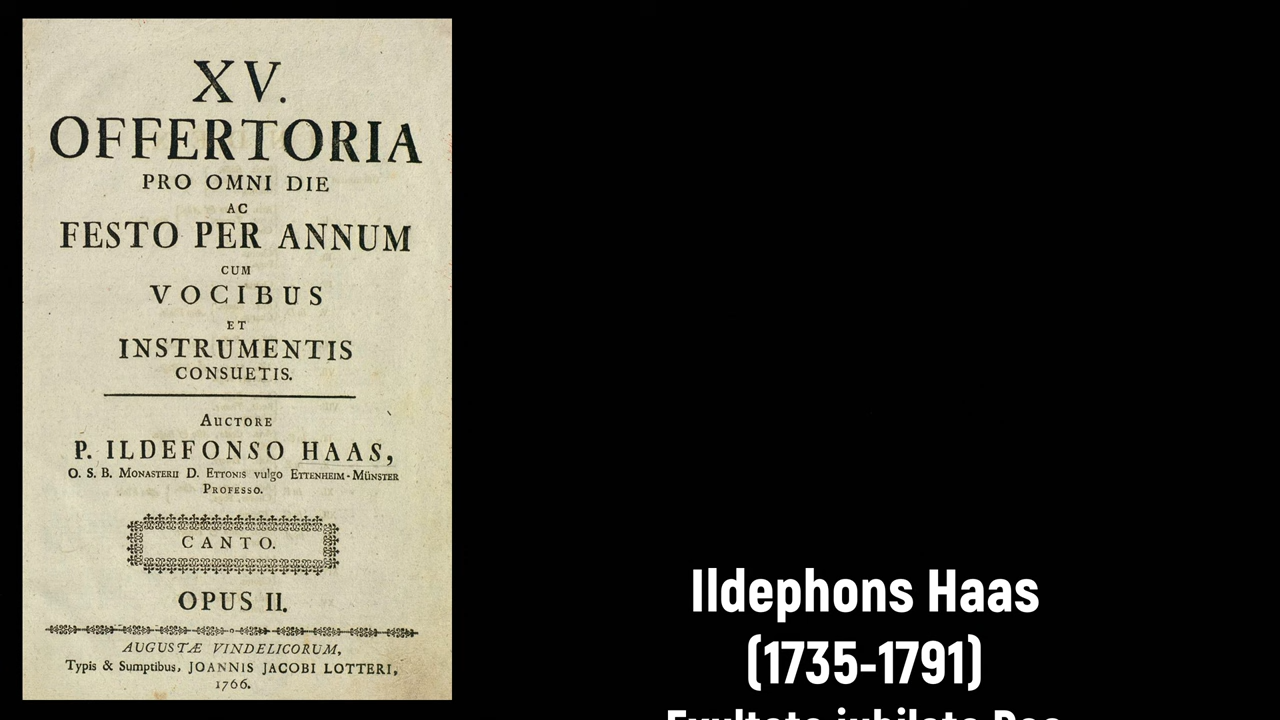 XV.
OFFERTORIA
PRO OMNI DIE
AC
FESTO PER ANNUM
CUM
VOCIBUS
ET
INSTRUMENTIS
CONSUETIS.
AUCTORE
P. ILDEFONSO HAAS,
O. S. B. MONASTERII D. ETTONIS vulgo ETTENHEIM-MÜNSTER
PROFESSO.
CANTO.
OPUS II.
AUGUSTÆ VINDELICORUM,
Typis & Sumptibus, JOANNIS JACOBI LOTTERI,
1766.
Ildephons Haas
(1735-1791)